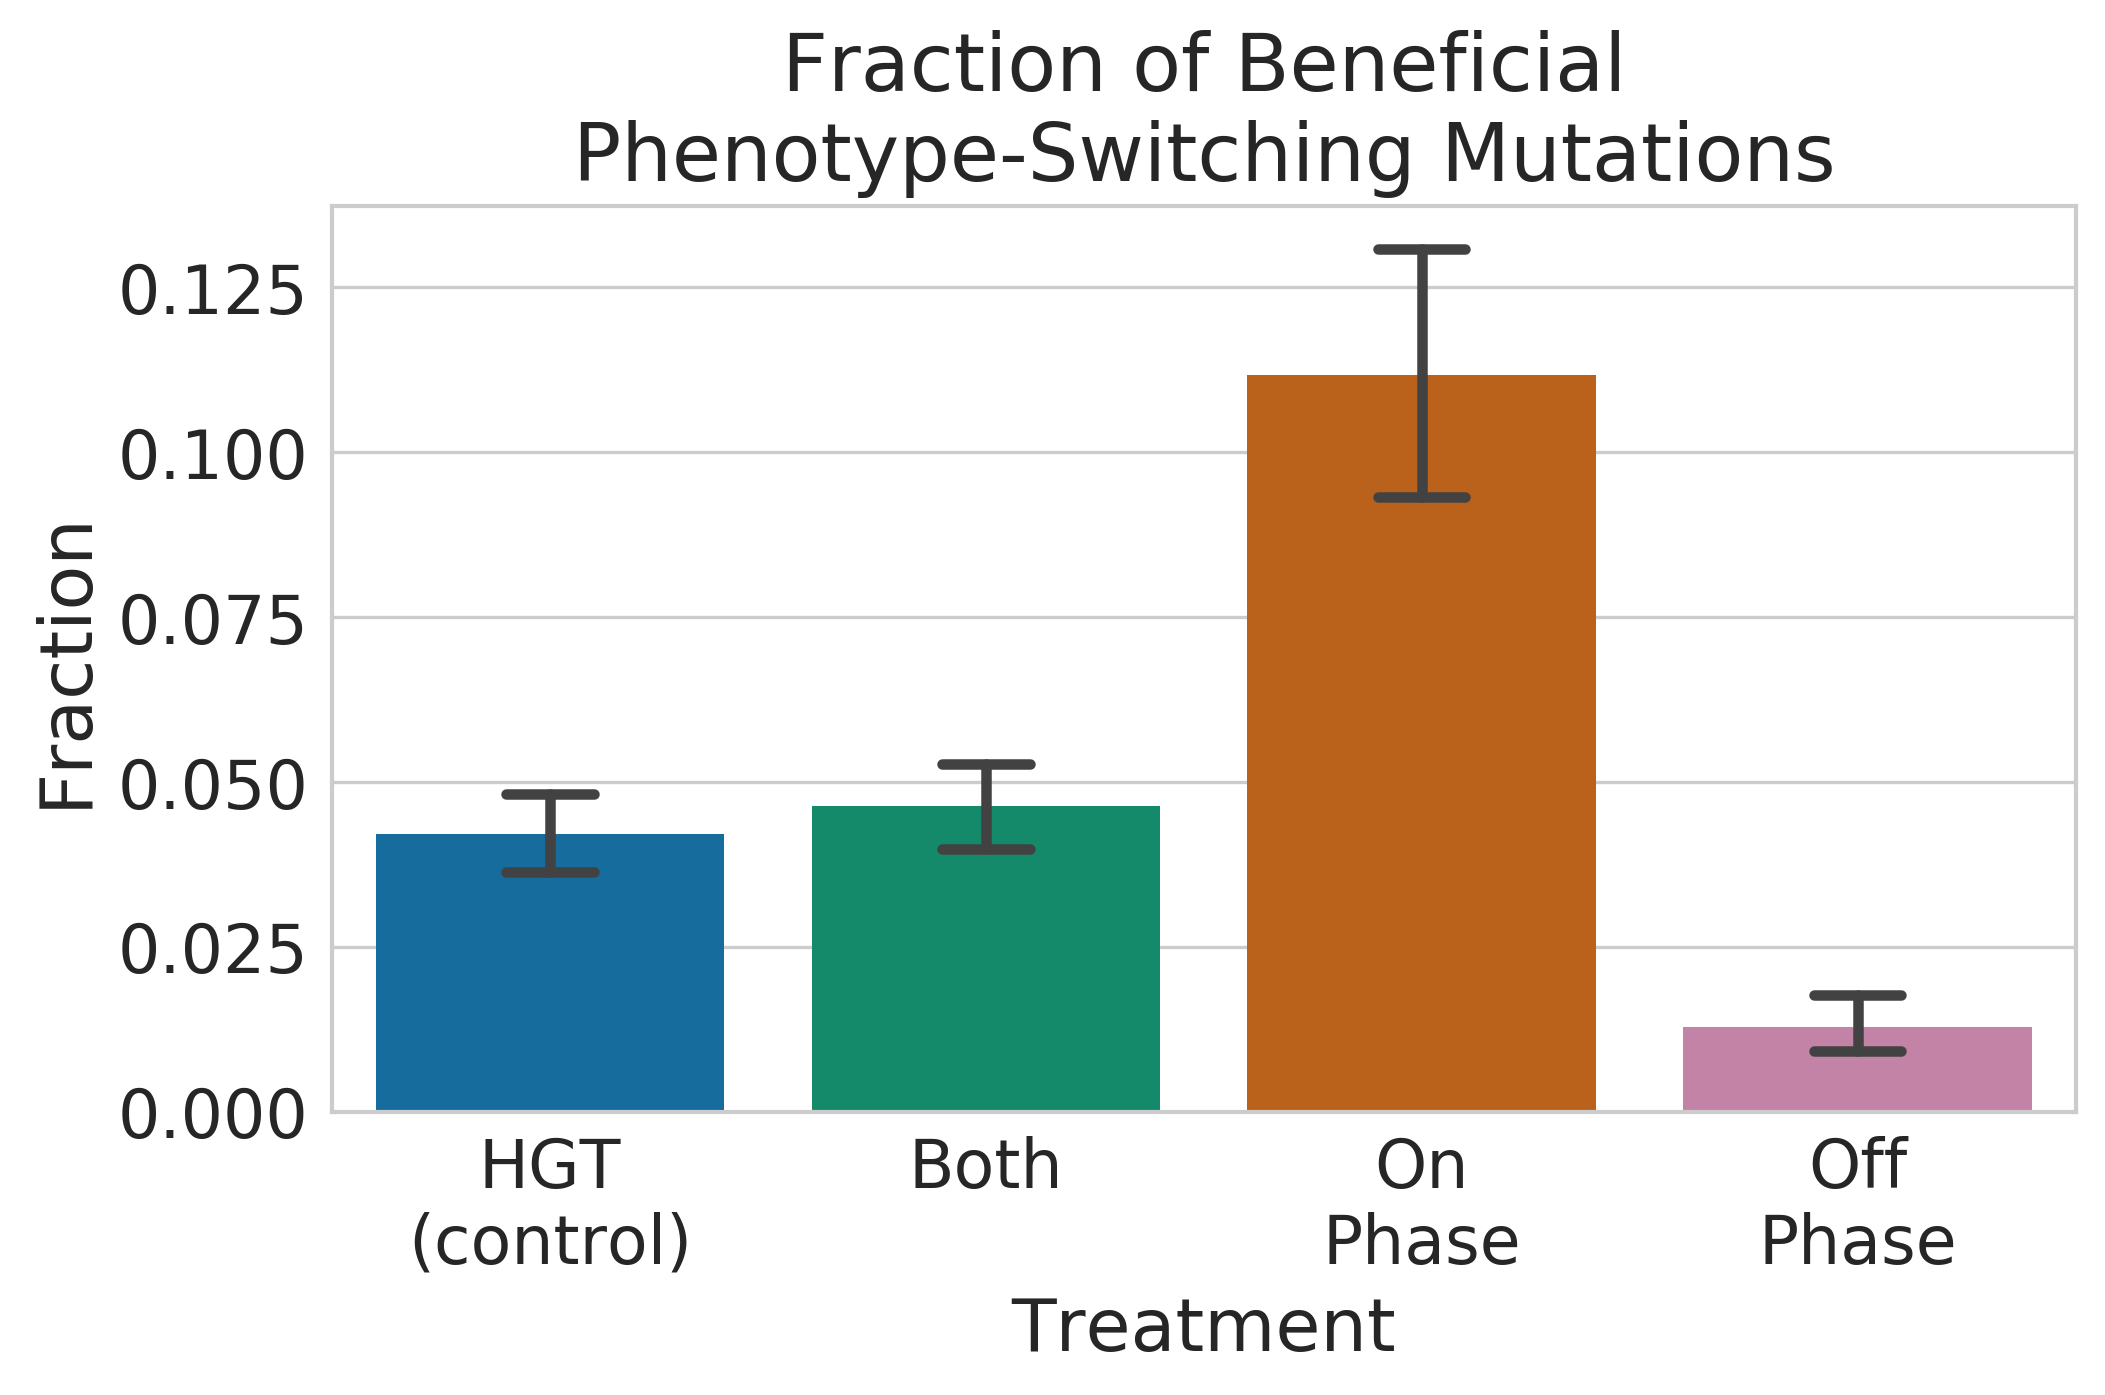 Fraction of Beneficial
Phenotype-Switching Mutations
0.125
0.100
0.075
0.050
0.025
0.000
Fraction
HGT
(control)
Both
On
Phase
Off
Phase
Treatment